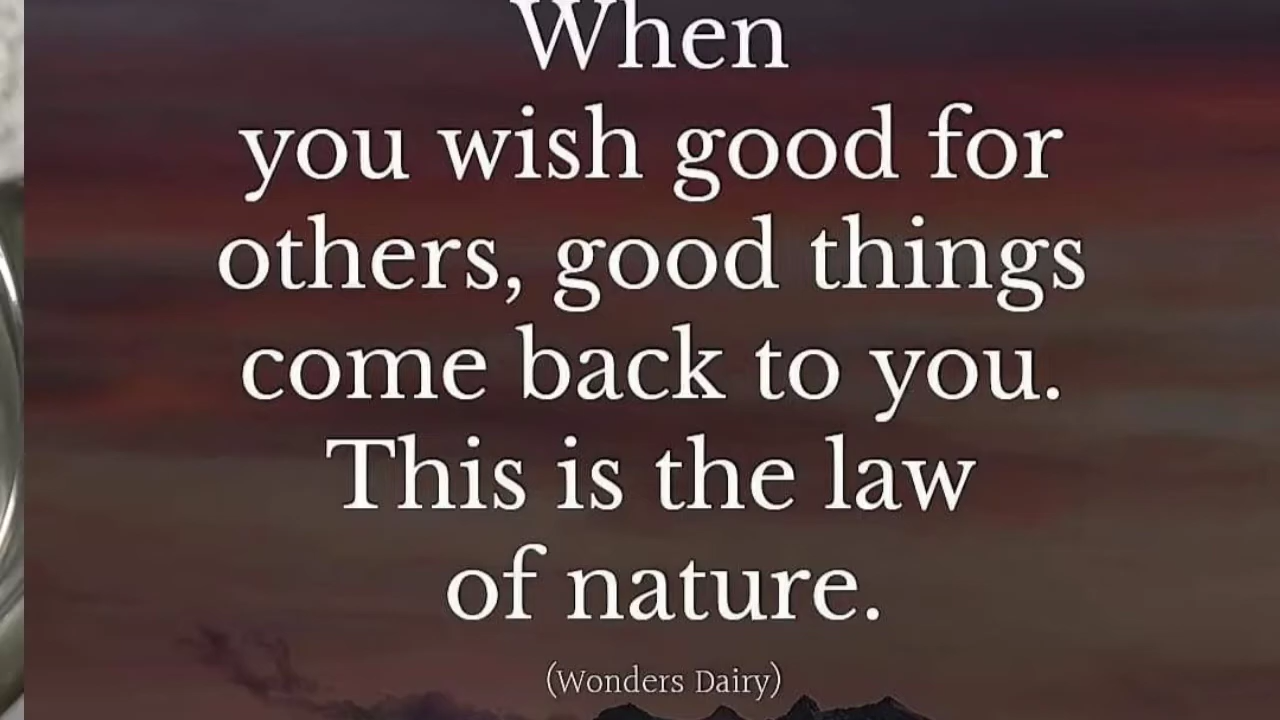 When
you wish good for
others, good things
come back to you.
This is the law
of nature.
(Wonders Dairy)